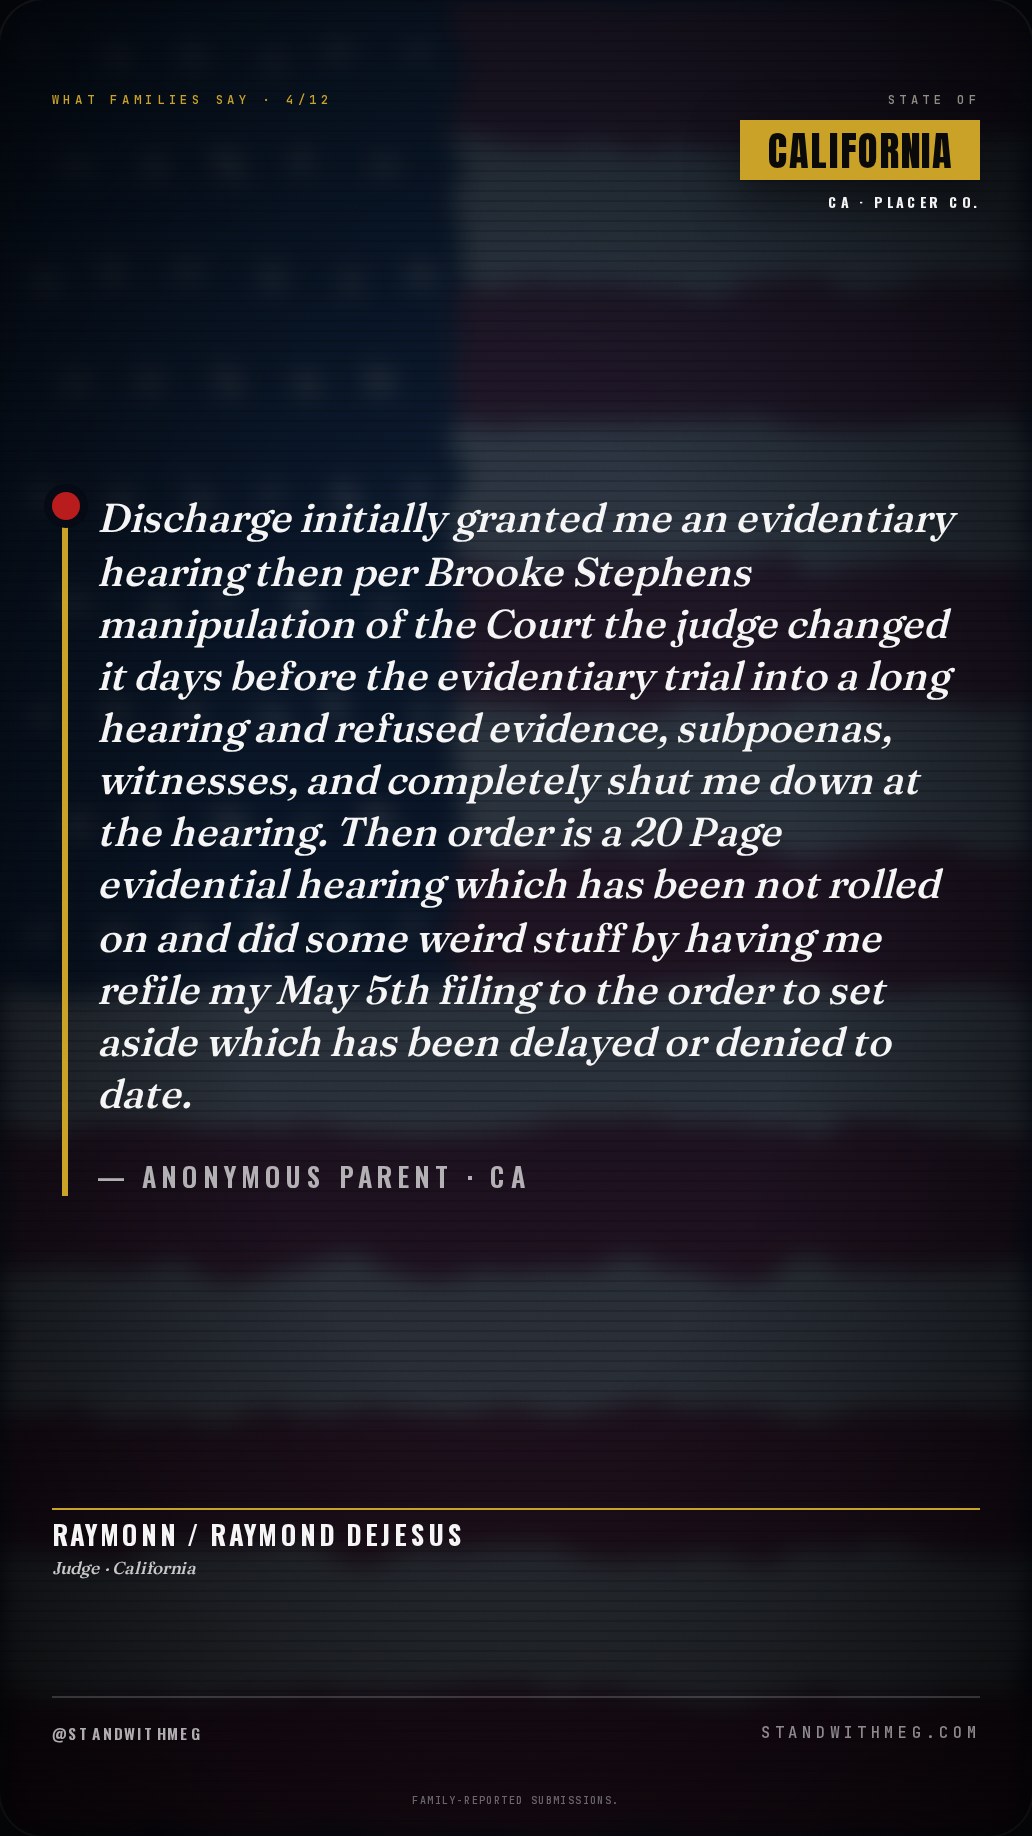 WHAT FAMILIES SAY · 4/12
STATE OF
CALIFORNIA
CA · PLACER CO.
Discharge initially granted me an evidentiary
hearing then per Brooke Stephens
manipulation of the Court the judge changed
it days before the evidentiary trial into a long
hearing and refused evidence, subpoenas,
witnesses, and completely shut me down at
the hearing. Then order is a 20 Page
evidential hearing which has been not rolled
on and did some weird stuff by having me
refile my May 5th filing to the order to set
aside which has been delayed or denied to
date.
— ANONYMOUS PARENT · CA
RAYMONN / RAYMOND DEJESUS
Judge · California
@STANDWITHMEG
STANDWITHMEG.COM
FAMILY-REPORTED SUBMISSIONS.